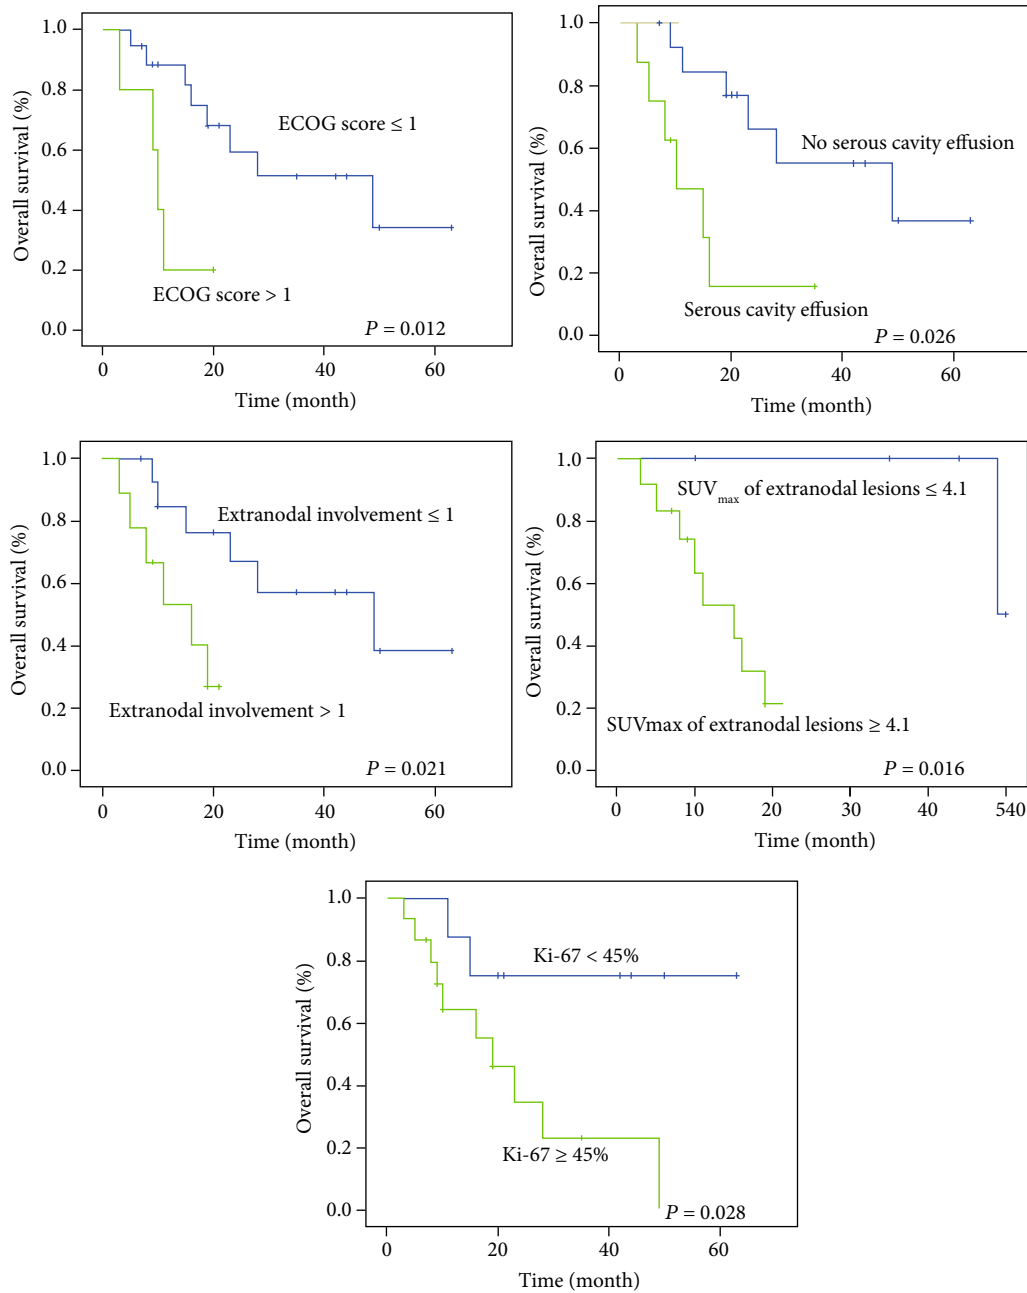 1.0
0.8
0.6
0.4
0.2
0.0
Overall survival (%)
ECOG score ≤ 1
ECOG score > 1
P = 0.012
0 20 40 60
Time (month)
1.0
0.8
0.6
0.4
0.2
0.0
Overall survival (%)
No serous cavity effusion
Serous cavity effusion
P = 0.026
0 20 40 60
Time (month)
1.0
0.8
0.6
0.4
0.2
0.0
Overall survival (%)
Extranodal involvement ≤ 1
Extranodal involvement > 1
P = 0.021
0 20 40 60
Time (month)
1.0
0.8
0.6
0.4
0.2
0.0
Overall survival (%)
SUVmax of extranodal lesions ≤ 4.1
SUVmax of extranodal lesions ≥ 4.1
P = 0.016
0 10 20 30 40 540
Time (month)
1.0
0.8
0.6
0.4
0.2
0.0
Overall survival (%)
Ki-67 < 45%
Ki-67 ≥ 45%
P = 0.028
0 20 40 60
Time (month)